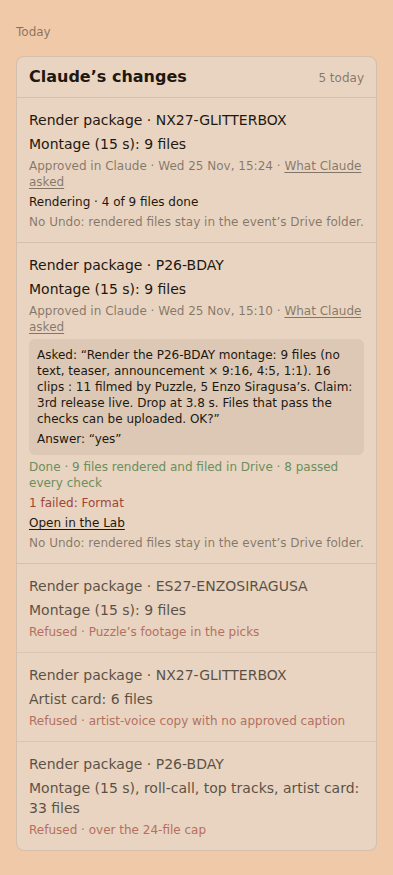 Today
Claude’s changes
5 today
Render package · NX27-GLITTERBOX
Montage (15 s): 9 files
Approved in Claude · Wed 25 Nov, 15:24 · What Claude
asked
Rendering · 4 of 9 files done
No Undo: rendered files stay in the event’s Drive folder.
Render package · P26-BDAY
Montage (15 s): 9 files
Approved in Claude · Wed 25 Nov, 15:10 · What Claude
asked
Asked: “Render the P26-BDAY montage: 9 files (no
text, teaser, announcement × 9:16, 4:5, 1:1). 16
clips : 11 filmed by Puzzle, 5 Enzo Siragusa’s. Claim:
3rd release live. Drop at 3.8 s. Files that pass the
checks can be uploaded. OK?”
Answer: “yes”
Done · 9 files rendered and filed in Drive · 8 passed
every check
1 failed: Format
Open in the Lab
No Undo: rendered files stay in the event’s Drive folder.
Render package · ES27-ENZOSIRAGUSA
Montage (15 s): 9 files
Refused · Puzzle’s footage in the picks
Render package · NX27-GLITTERBOX
Artist card: 6 files
Refused · artist-voice copy with no approved caption
Render package · P26-BDAY
Montage (15 s), roll-call, top tracks, artist card:
33 files
Refused · over the 24-file cap